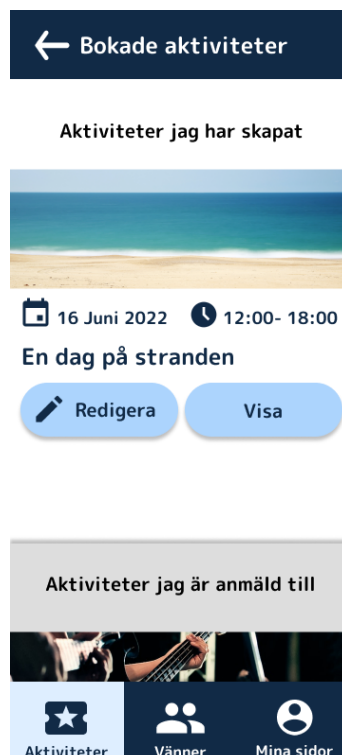 Bokade aktiviteter
Aktiviteter jag har skapat
16 Juni 2022 12:00- 18:00
En dag på stranden
Redigera Visa
Aktiviteter jag är anmäld till
Aktiviteter Vänner Mina sidor